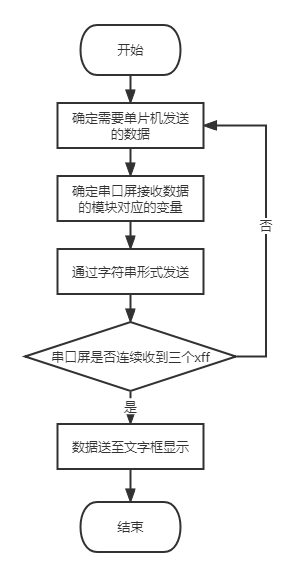 开始
确定需要单片机发送
的数据
确定串口屏接收数据
的模块对应的变量
通过字符串形式发送
串口屏是否连续收到三个xff
否
是
数据送至文字框显示
结束